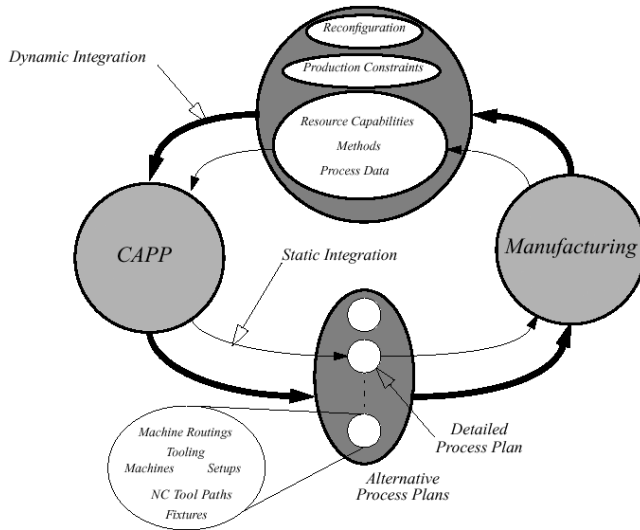 Reconfiguration
Dynamic Integration
Production Constraints
Resource Capabilities
Methods
Process Data
CAPP
Manufacturing
Static Integration
Detailed
Process Plan
Machine Routings
Tooling
Machines Setups
NC Tool Paths
Fixtures
Alternative
Process Plans